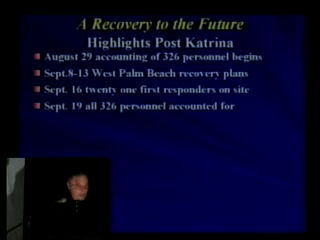 A Recovery to the Future
Highlights Post Katrina
August 29 accounting of 326 personnel begins
Sept.8-13 West Palm Beach recovery plans
Sept. 16 twenty one first responders on site
Sept. 19 all 326 personnel accounted for